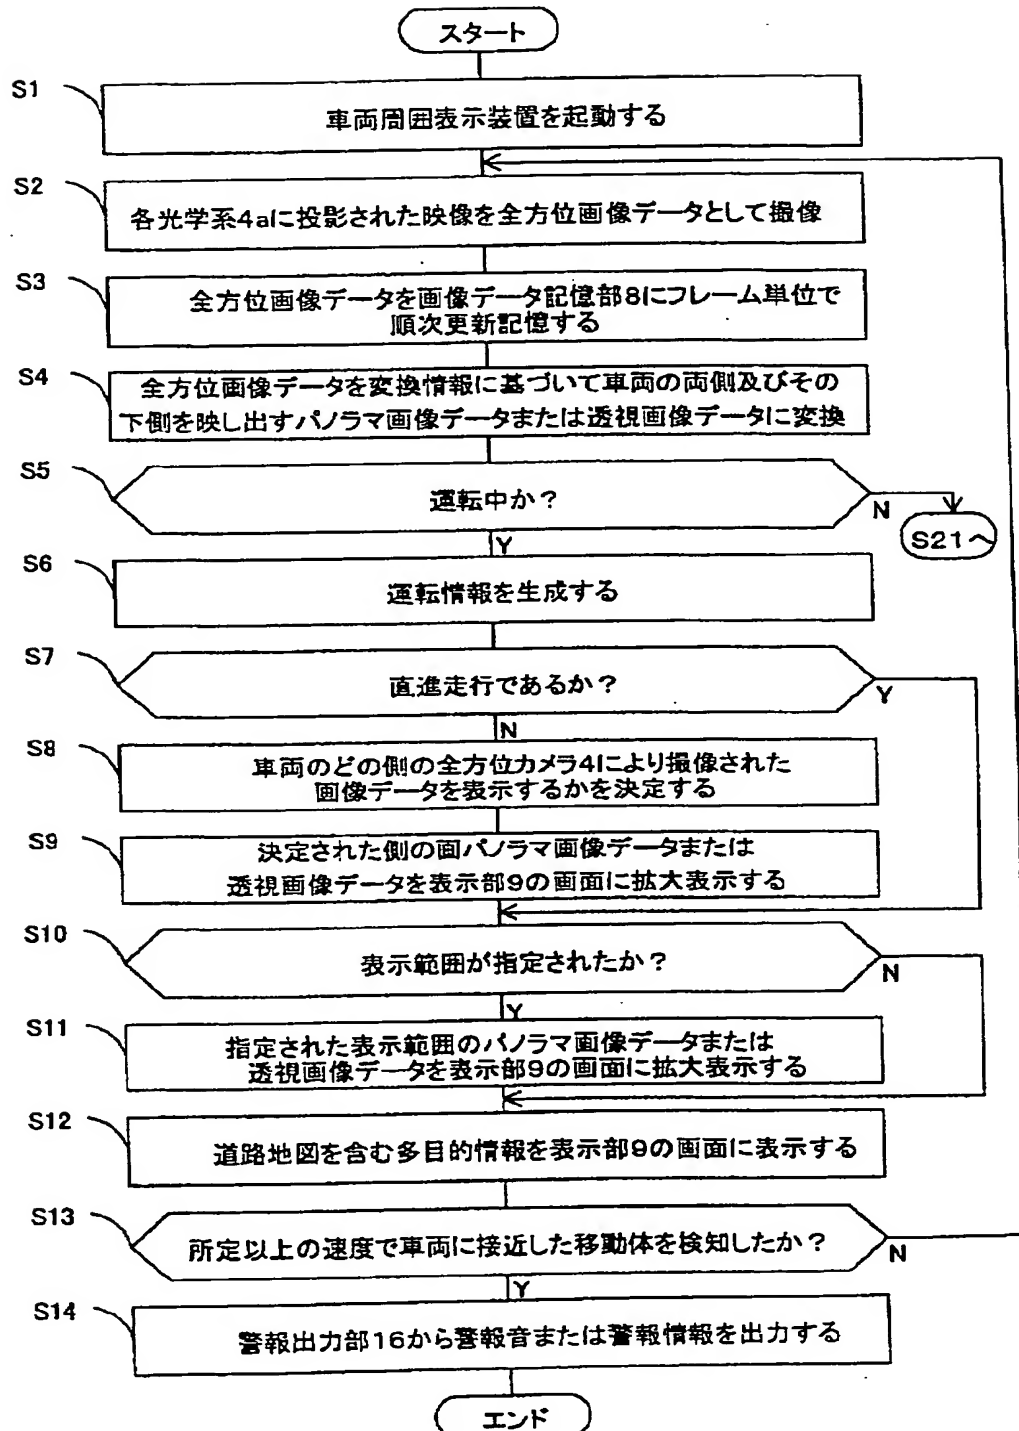 スタート
S1
車両周囲表示装置を起動する
S2
各光学系4aに投影された映像を全方位画像データとして撮像
S3
全方位画像データを画像データ記憶部8にフレーム単位で
順次更新記憶する
S4
全方位画像データを変換情報に基づいて車両の両側及びその
下側を映し出すパノラマ画像データまたは透視画像データに変換
S5
運転中か？
N
S21へ
Y
S6
運転情報を生成する
S7
直進走行であるか？
Y
N
S8
車両のどの側の全方位カメラ4により撮像された
画像データを表示するかを決定する
S9
決定された側の面パノラマ画像データまたは
透視画像データを表示部9の画面に拡大表示する
S10
表示範囲が指定されたか？
N
Y
S11
指定された表示範囲のパノラマ画像データまたは
透視画像データを表示部9の画面に拡大表示する
S12
道路地図を含む多目的情報を表示部9の画面に表示する
S13
所定以上の速度で車両に接近した移動体を検知したか？
N
Y
S14
警報出力部16から警報音または警報情報を出力する
エンド